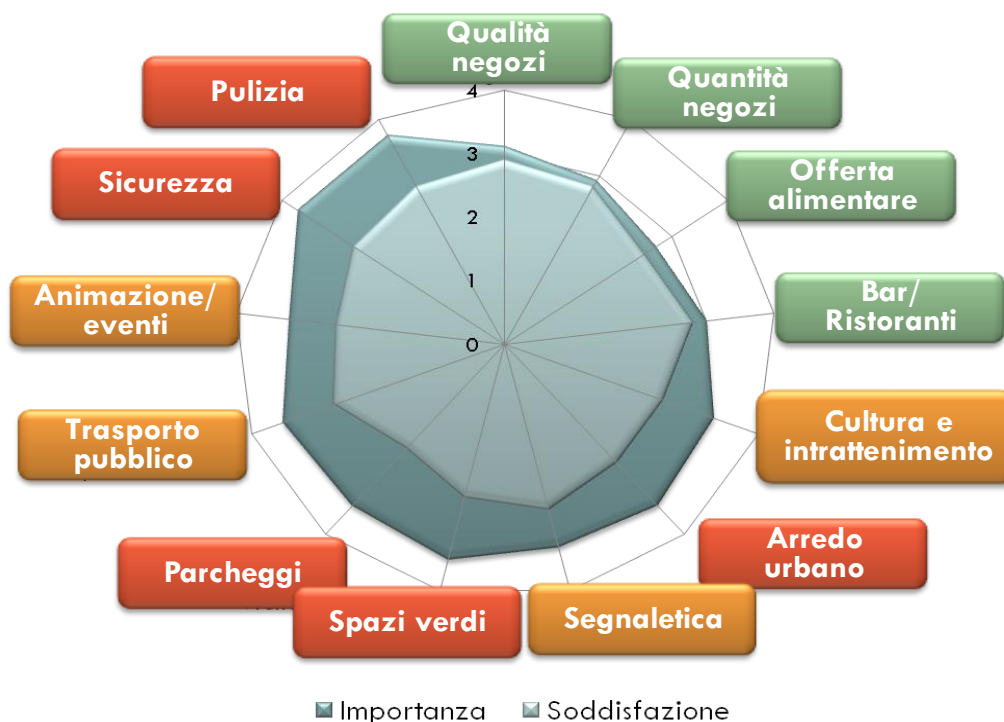 Qualità
negozi
Quantità
negozi
Pulizia
4
3
2
1
0
Sicurezza
Offerta
alimentare
Animazione/
eventi
Bar/
Ristoranti
Trasporto
pubblico
Cultura e
intrattenimento
Parcheggi
Arredo
urbano
Spazi verdi
Segnaletica
Importanza
Soddisfazione